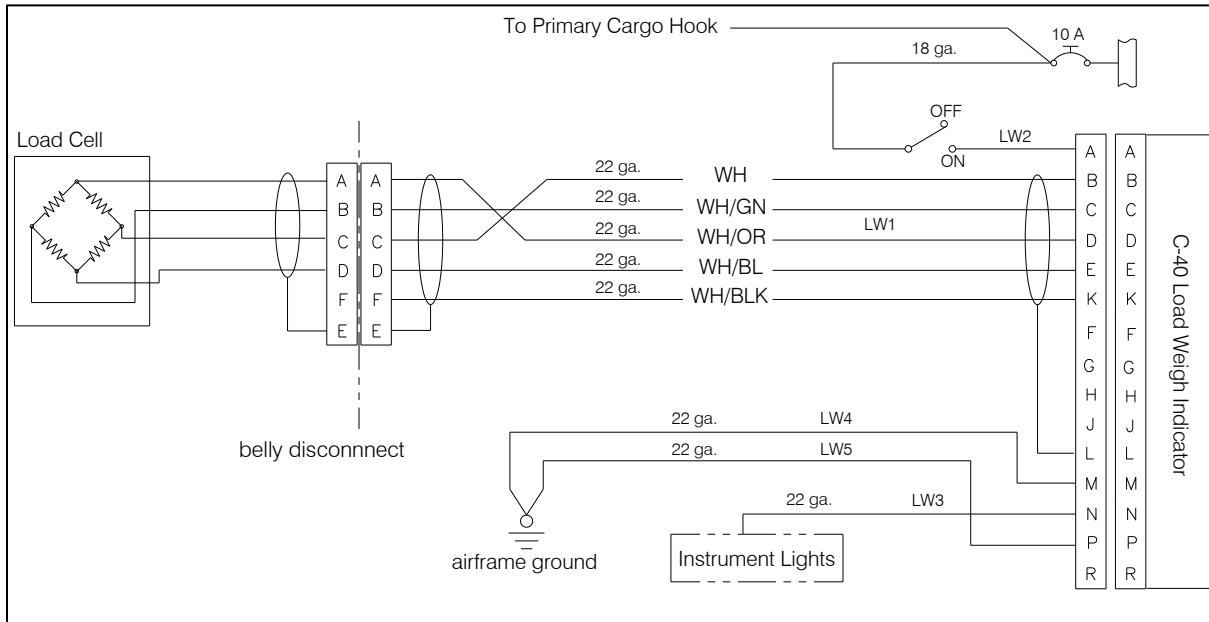 To Primary Cargo Hook
10 A
18 ga.
OFF
ON
LW2
Load Cell
A A
B B
C C
D D
F F
E E
belly disconnnect
22 ga. WH
22 ga. WH/GN
22 ga. WH/OR LW1
22 ga. WH/BL
22 ga. WH/BLK
22 ga. LW4
22 ga. LW5
22 ga. LW3
airframe ground
Instrument Lights
A A
B B
C C
D D
E E
K K
F F
G G
H H
J J
L L
M M
N N
P P
R R
C-40 Load Weigh Indicator